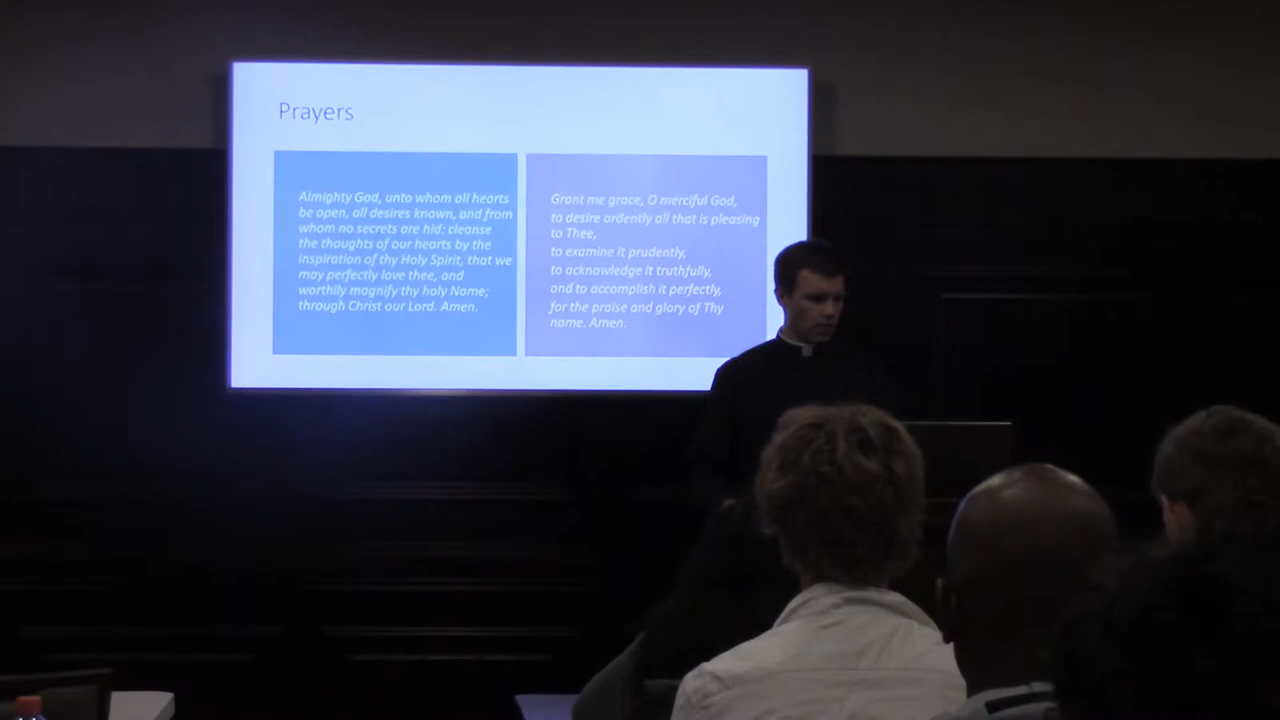 Prayers
Almighty God, unto whom all hearts
be open, all desires known, and from
whom no secrets are hid: cleanse
the thoughts of our hearts by the
inspiration of thy Holy Spirit, that we
may perfectly love thee, and
worthily magnify thy holy Name;
through Christ our Lord. Amen.
Grant me grace, O merciful God,
to desire ardently all that is pleasing
to Thee,
to examine it prudently,
to acknowledge it truthfully,
and to accomplish it perfectly,
for the praise and glory of Thy
name. Amen.